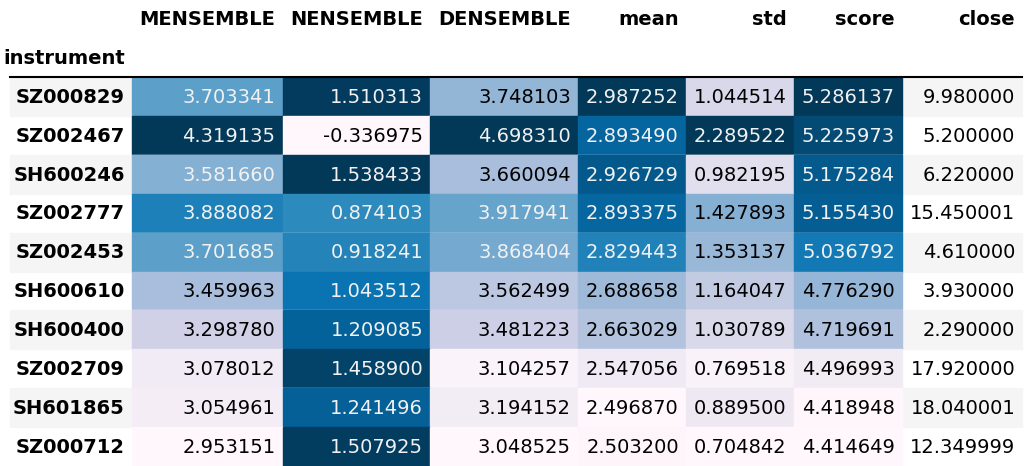 MENSEMBLE NENSEMBLE DENSEMBLE mean std score close
instrument
SZ000829 3.703341 1.510313 3.748103 2.987252 1.044514 5.286137 9.980000
SZ002467 4.319135 -0.336975 4.698310 2.893490 2.289522 5.225973 5.200000
SH600246 3.581660 1.538433 3.660094 2.926729 0.982195 5.175284 6.220000
SZ002777 3.888082 0.874103 3.917941 2.893375 1.427893 5.155430 15.450001
SZ002453 3.701685 0.918241 3.868404 2.829443 1.353137 5.036792 4.610000
SH600610 3.459963 1.043512 3.562499 2.688658 1.164047 4.776290 3.930000
SH600400 3.298780 1.209085 3.481223 2.663029 1.030789 4.719691 2.290000
SZ002709 3.078012 1.458900 3.104257 2.547056 0.769518 4.496993 17.920000
SH601865 3.054961 1.241496 3.194152 2.496870 0.889500 4.418948 18.040001
SZ000712 2.953151 1.507925 3.048525 2.503200 0.704842 4.414649 12.349999